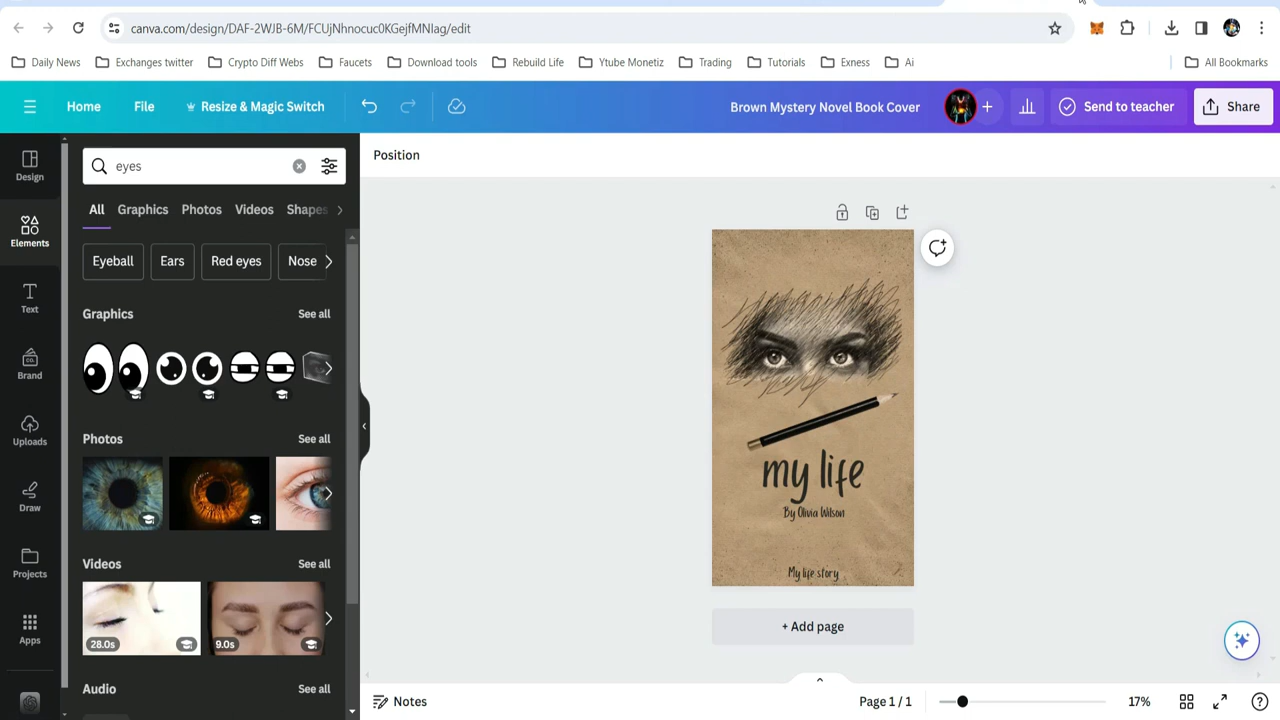 canva.com/design/DAF-2WJB-6M/FCUjNhnocuc0KGejfMNlag/edit
Daily News
Exchanges twitter
Crypto Diff Webs
Faucets
Download tools
Rebuild Life
Ytube Monetiz
Trading
Tutorials
Exness
Ai
All Bookmarks
Home
File
Resize & Magic Switch
Brown Mystery Novel Book Cover
Send to teacher
Share
Design
Elements
Text
Brand
Uploads
Draw
Projects
Apps
eyes
All
Graphics
Photos
Videos
Shapes
Eyeball
Ears
Red eyes
Nose
Graphics
See all
Photos
See all
Videos
See all
28.0s
9.0s
Audio
See all
Position
my life
By Olivia Wilson
My life story
+ Add page
Notes
Page 1 / 1
17%